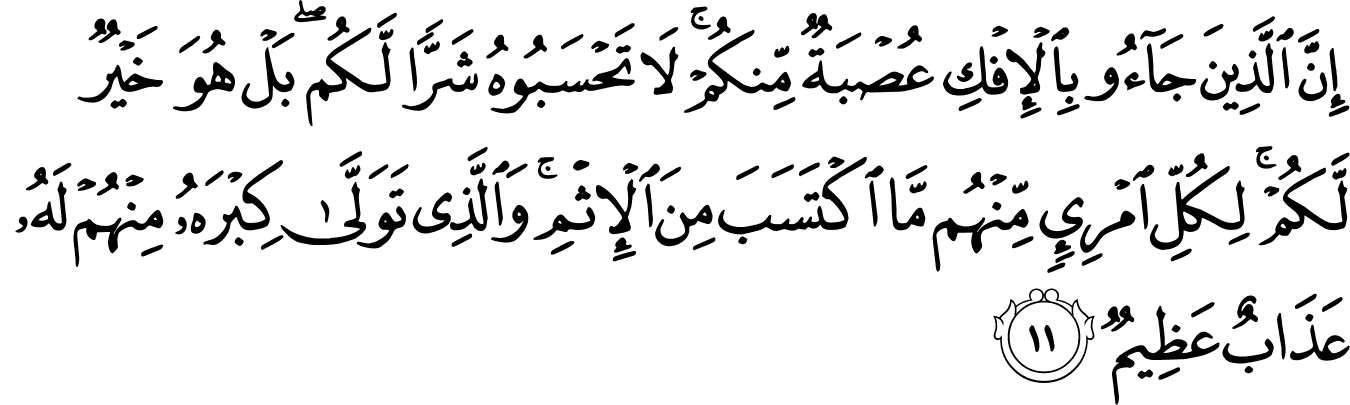 إِنَّ ٱلَّذِينَ جَآءُو بِٱلْإِفْكِ عُصْبَةٌ مِّنكُمْ ۚ لَا تَحْسَبُوهُ شَرًّا لَّكُم ۖ بَلْ هُوَ خَيْرٌ
لَّكُمْ ۚ لِكُلِّ ٱمْرِئٍ مِّنْهُم مَّا ٱكْتَسَبَ مِنَ ٱلْإِثْمِ ۚ وَٱلَّذِى تَوَلَّىٰ كِبْرَهُۥ مِنْهُمْ لَهُۥ
عَذَابٌ عَظِيمٌ ١١